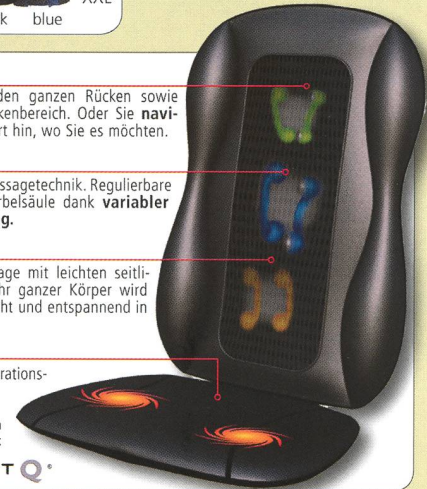 XXL
k blue
den ganzen Rücken sowie
kenbereich. Oder Sie navi-
rt hin, wo Sie es möchten.
ssagetechnik. Regulierbare
rbelsäule dank variabler
g.
age mit leichten seitli-
hr ganzer Körper wird
ht und entspannend in
rations-
T Q